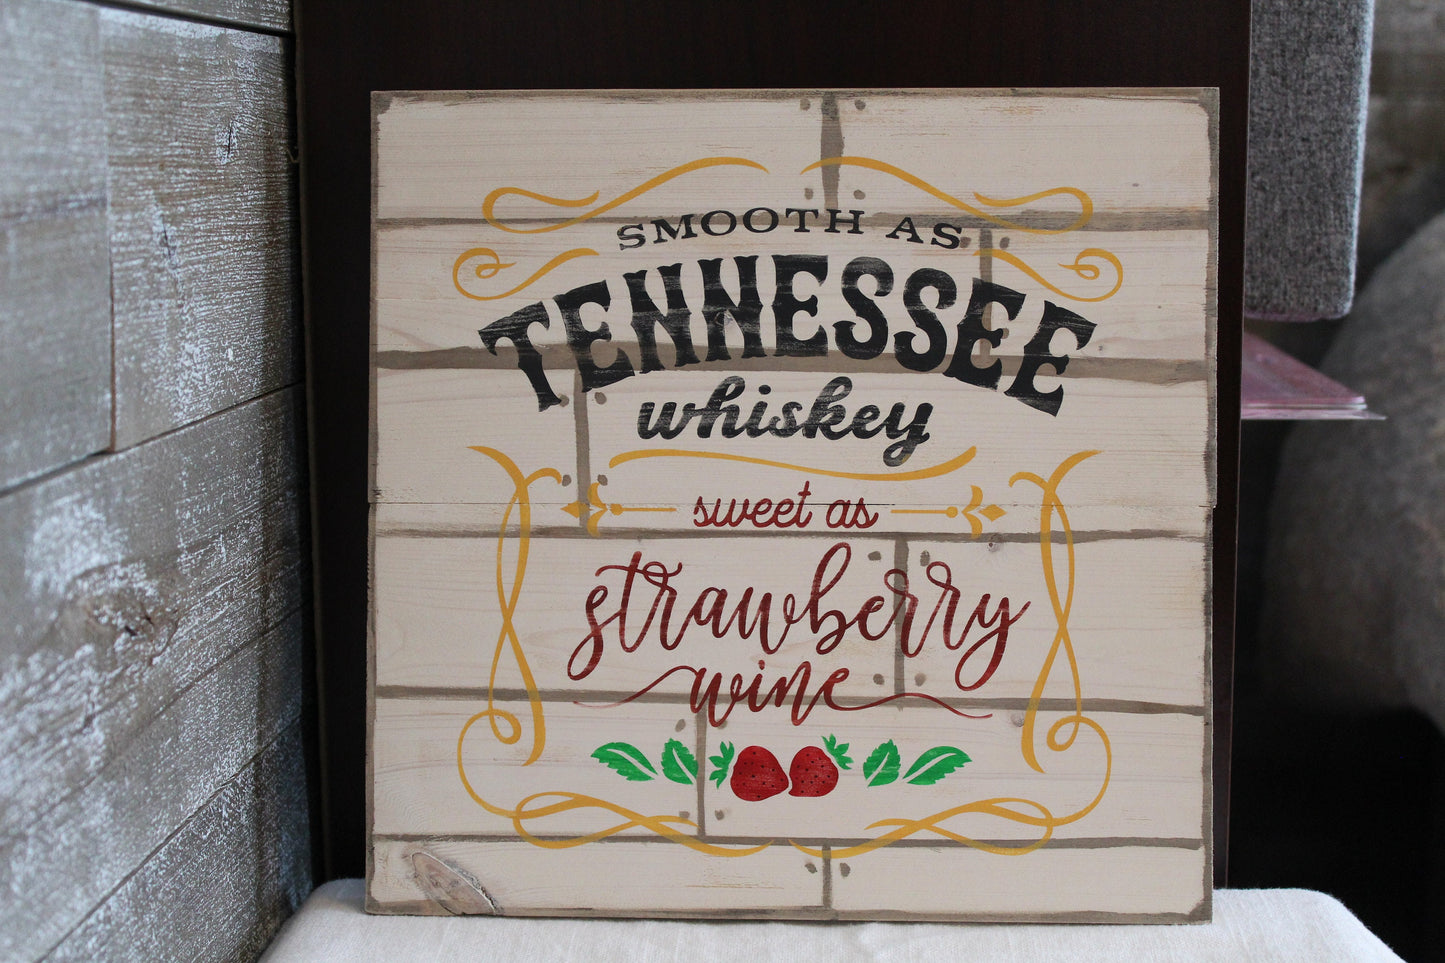 SMOOTH AS
TENNESSEE
whiskey
sweet as
strawberry
wine